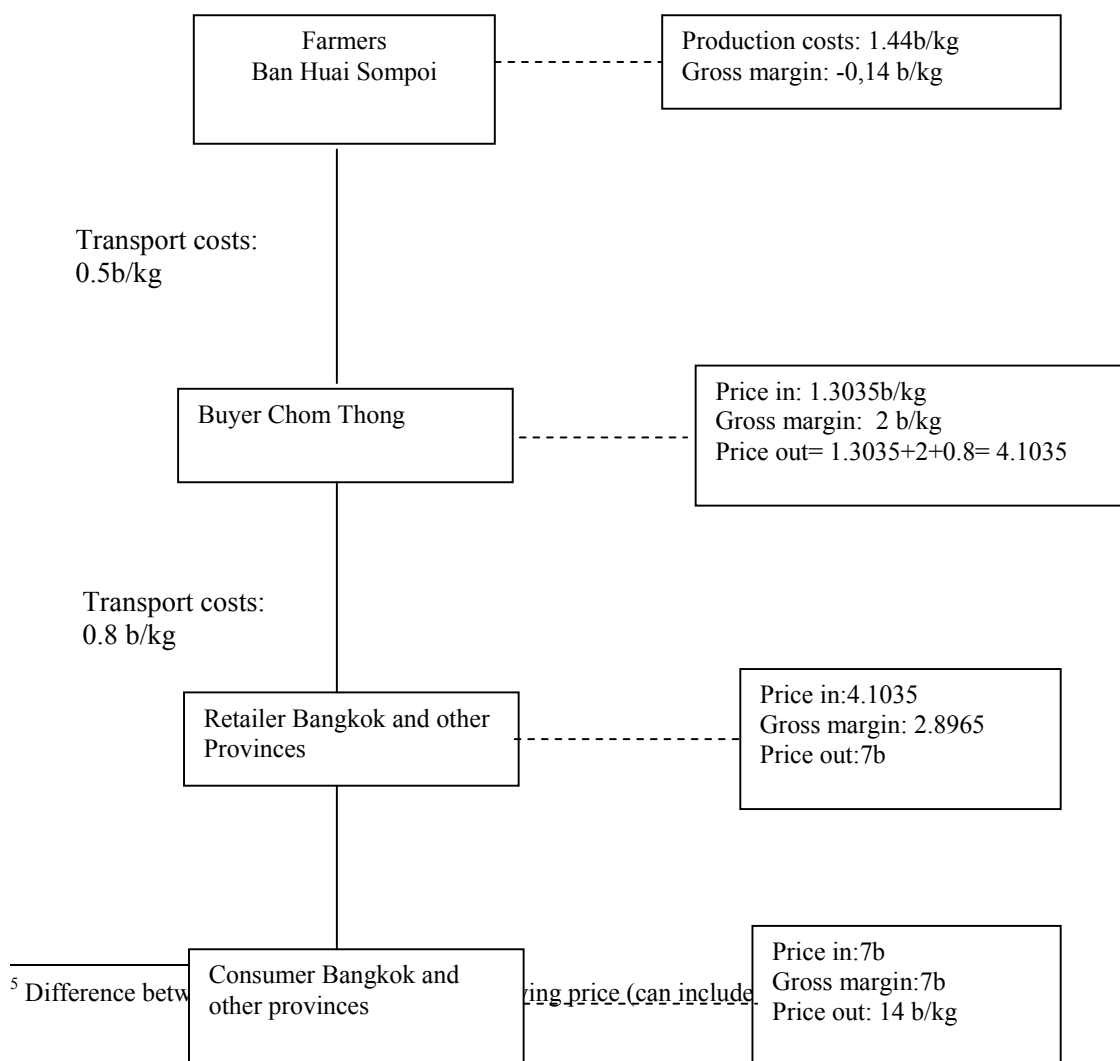 Farmers
Ban Huai Sompoi
Production costs: 1.44b/kg
Gross margin: -0,14 b/kg
Transport costs:
0.5b/kg
Buyer Chom Thong
Price in: 1.3035b/kg
Gross margin:  2 b/kg
Price out= 1.3035+2+0.8= 4.1035
Transport costs:
0.8 b/kg
Retailer Bangkok and other
Provinces
Price in:4.1035
Gross margin: 2.8965
Price out:7b
Consumer Bangkok and
other provinces
Price in:7b
Gross margin:7b
Price out: 14 b/kg
5 Difference price (can include